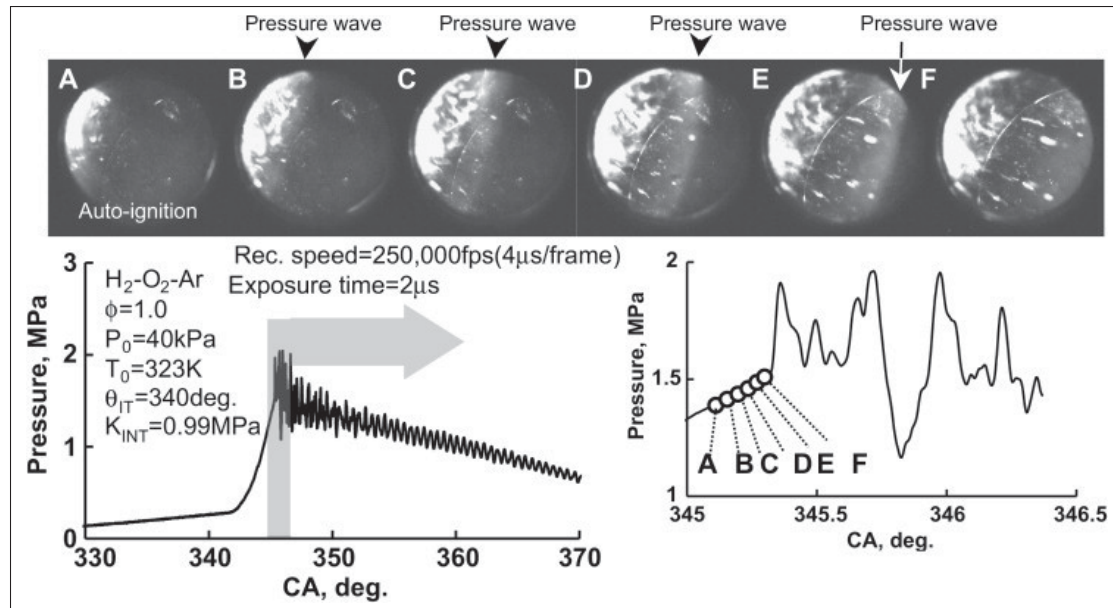 Pressure wave Pressure wave Pressure wave Pressure wave
A B C D E F
Auto-ignition
Rec. speed=250,000fps(4μs/frame)
Exposure time=2μs
H₂-O₂-Ar
ϕ=1.0
P₀=40kPa
T₀=323K
θ_IT=340deg.
K_INT=0.99MPa
Pressure, MPa
3
2
1
0
330 340 350 360 370
CA, deg.
Pressure, MPa
2
1.5
1
A B C D E F
345 345.5 346 346.5
CA, deg.